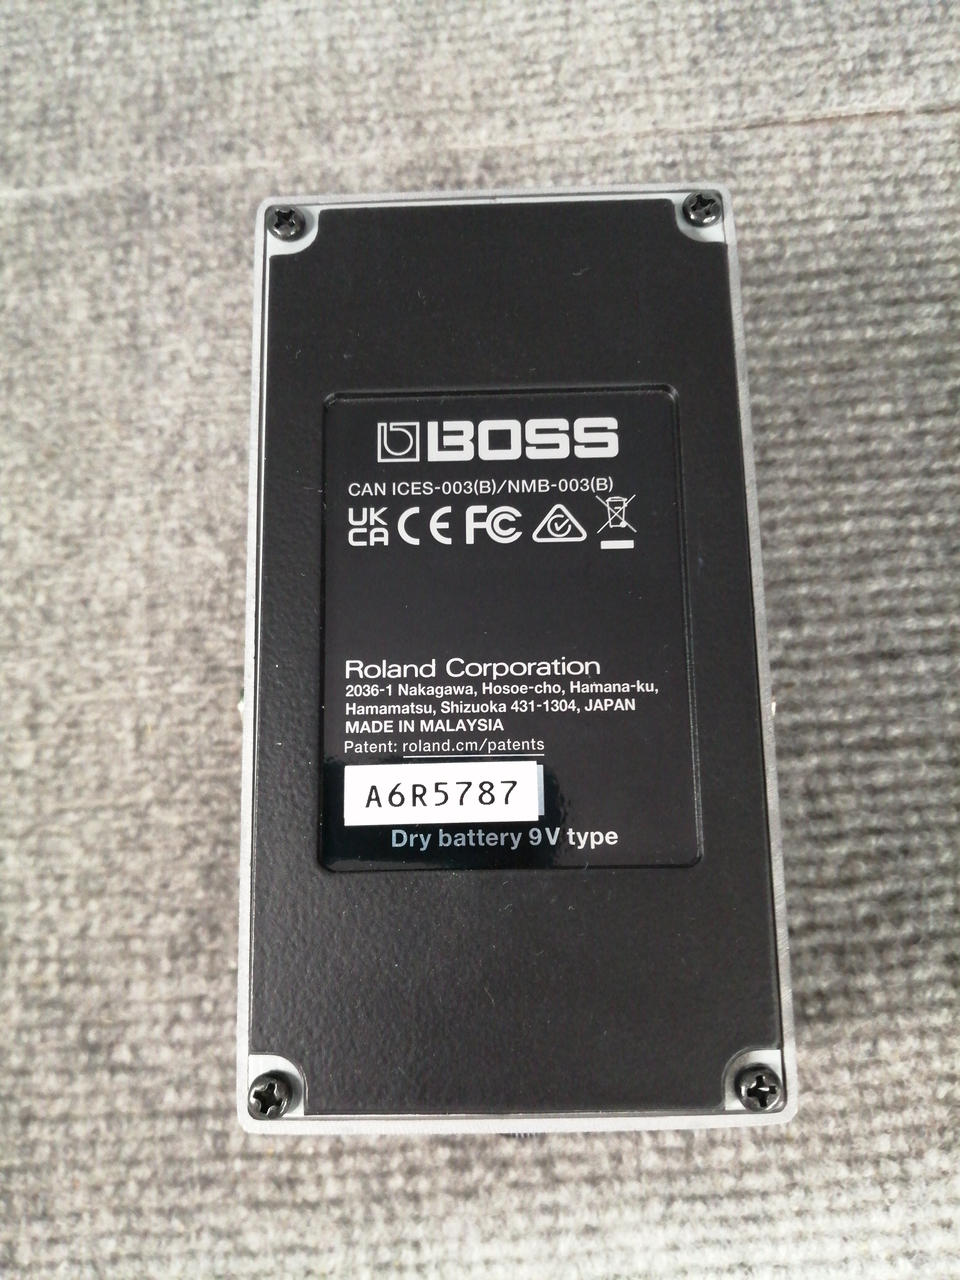 BOSS
CAN ICES-003(B)/NMB-003(B)
UK
CA CE FC
Roland Corporation
2036-1 Nakagawa, Hosoe-cho, Hamana-ku,
Hamamatsu, Shizuoka 431-1304, JAPAN
MADE IN MALAYSIA
Patent: roland.cm/patents
A6R5787
Dry battery 9V type